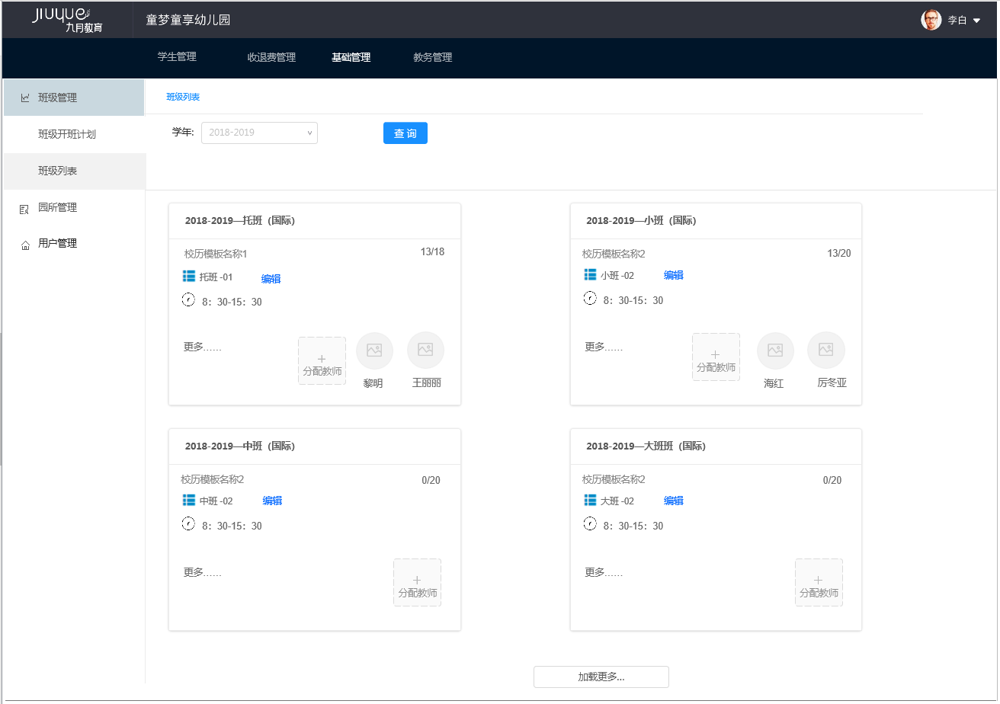 JIUYUE
九月教育
童梦童享幼儿园
李白
学生管理 收退费管理 基础管理 教务管理
班级管理
班级开班计划
班级列表
园所管理
用户管理
班级列表
学年: 2018-2019 查 询
2018-2019—托班（国际）
校历模板名称1 13/18
托班 -01 编辑
8：30-15：30
更多......
+
分配教师
黎明 王丽丽
2018-2019—小班（国际）
校历模板名称2 13/20
小班 -02 编辑
8：30-15：30
更多......
+
分配教师
海红 厉冬亚
2018-2019—中班（国际）
校历模板名称2 0/20
中班 -02 编辑
8：30-15：30
更多......
+
分配教师
2018-2019—大班班（国际）
校历模板名称2 0/20
大班 -02 编辑
8：30-15：30
更多......
+
分配教师
加载更多...